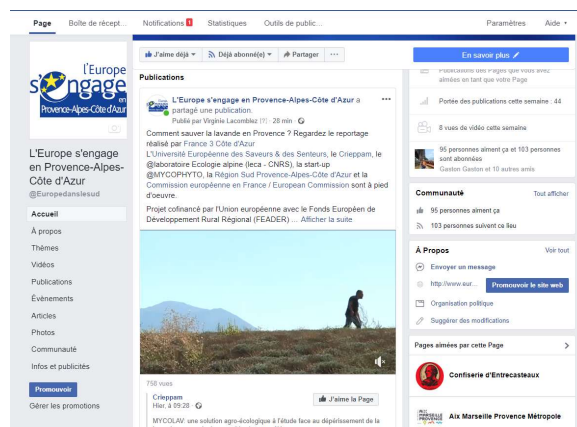 Page
Boîte de récept...
Notifications 1
Statistiques
Outils de public...
Paramètres
Aide
l'Europe
s'engage
en
Provence-Alpes-Côte d'Azur
L'Europe s'engage
en Provence-Alpes-
Côte d'Azur
@Europedanslesud
Accueil
À propos
Thèmes
Vidéos
Publications
Événements
Articles
Photos
Communauté
Infos et publicités
Promouvoir
Gérer les promotions
J'aime déjà
Déjà abonné(e)
Partager
...
Publications
L'Europe s'engage en Provence-Alpes-Côte d'Azur a
partagé une publication.
Publié par Virginie Lacomblez [?] · 28 min ·
Comment sauver la lavande en Provence ? Regardez le reportage
réalisé par France 3 Côte d'Azur
L'Université Européenne des Saveurs & des Senteurs, le Crieppam, le
@laboratoire Ecologie alpine (leca - CNRS), la start-up
@MYCOPHYTO, la Région Sud Provence-Alpes-Côte d'Azur et la
Commission européenne en France / European Commission sont à pied
d'oeuvre.
Projet cofinancé par l'Union européenne avec le Fonds Européen de
Développement Rural Régional (FEADER) ... Afficher la suite
758 vues
Crieppam
Hier, à 09:28 ·
J'aime la Page
MYCOLAV: une solution agro-écologique à l'étude face au dépérissement de la
En savoir plus
Publications des Pages que vous avez
aimées en tant que votre Page
Portée des publications cette semaine : 44
8 vues de vidéo cette semaine
95 personnes aiment ça et 103 personnes
sont abonnées
Gaston Gaston et 10 autres amis
Communauté
Tout afficher
95 personnes aiment ça
103 personnes suivent ce lieu
À Propos
Voir tout
Envoyer un message
http://www.eur...
Promouvoir le site web
Organisation politique
Suggérer des modifications
Pages aimées par cette Page
Confiserie d'Entrecasteaux
AIX
MARSEILLE
PROVENCE
Aix Marseille Provence Métropole